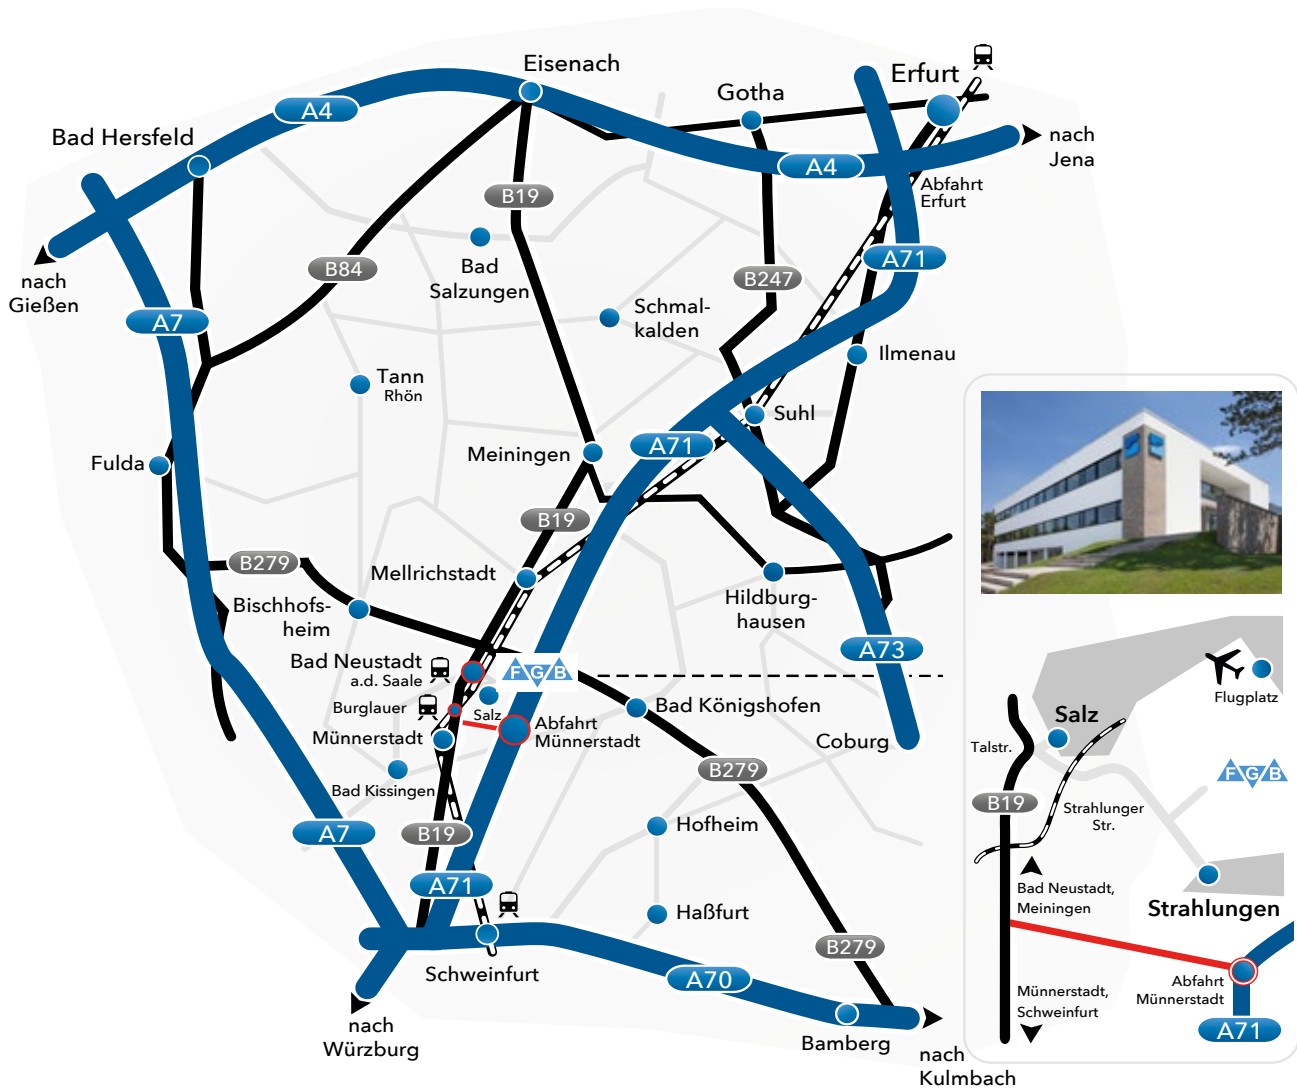 Eisenach
Erfurt
Gotha
A4
Bad Hersfeld
nach
Jena
A4
Abfahrt
Erfurt
B19
A71
Bad
Salzungen
B84
B247
nach
Gießen
A7
Schmal-
kalden
Ilmenau
Tann
Rhön
Suhl
A71
Meiningen
Fulda
B19
B279
Mellrichstadt
Bischhofs-
heim
Hildburg-
hausen
A73
Bad Neustadt
a.d. Saale
F G B
Burglauer
Salz
Bad Königshofen
Abfahrt
Münnerstadt
Münnerstadt
Coburg
B279
Bad Kissingen
A7
B19
Hofheim
A71
Haßfurt
B279
Schweinfurt
A70
nach
Würzburg
Bamberg
nach
Kulmbach
Flugplatz
Salz
Talstr.
F G B
B19
Strahlunger
Str.
Bad Neustadt,
Meiningen
Strahlungen
Abfahrt
Münnerstadt
Münnerstadt,
Schweinfurt
A71